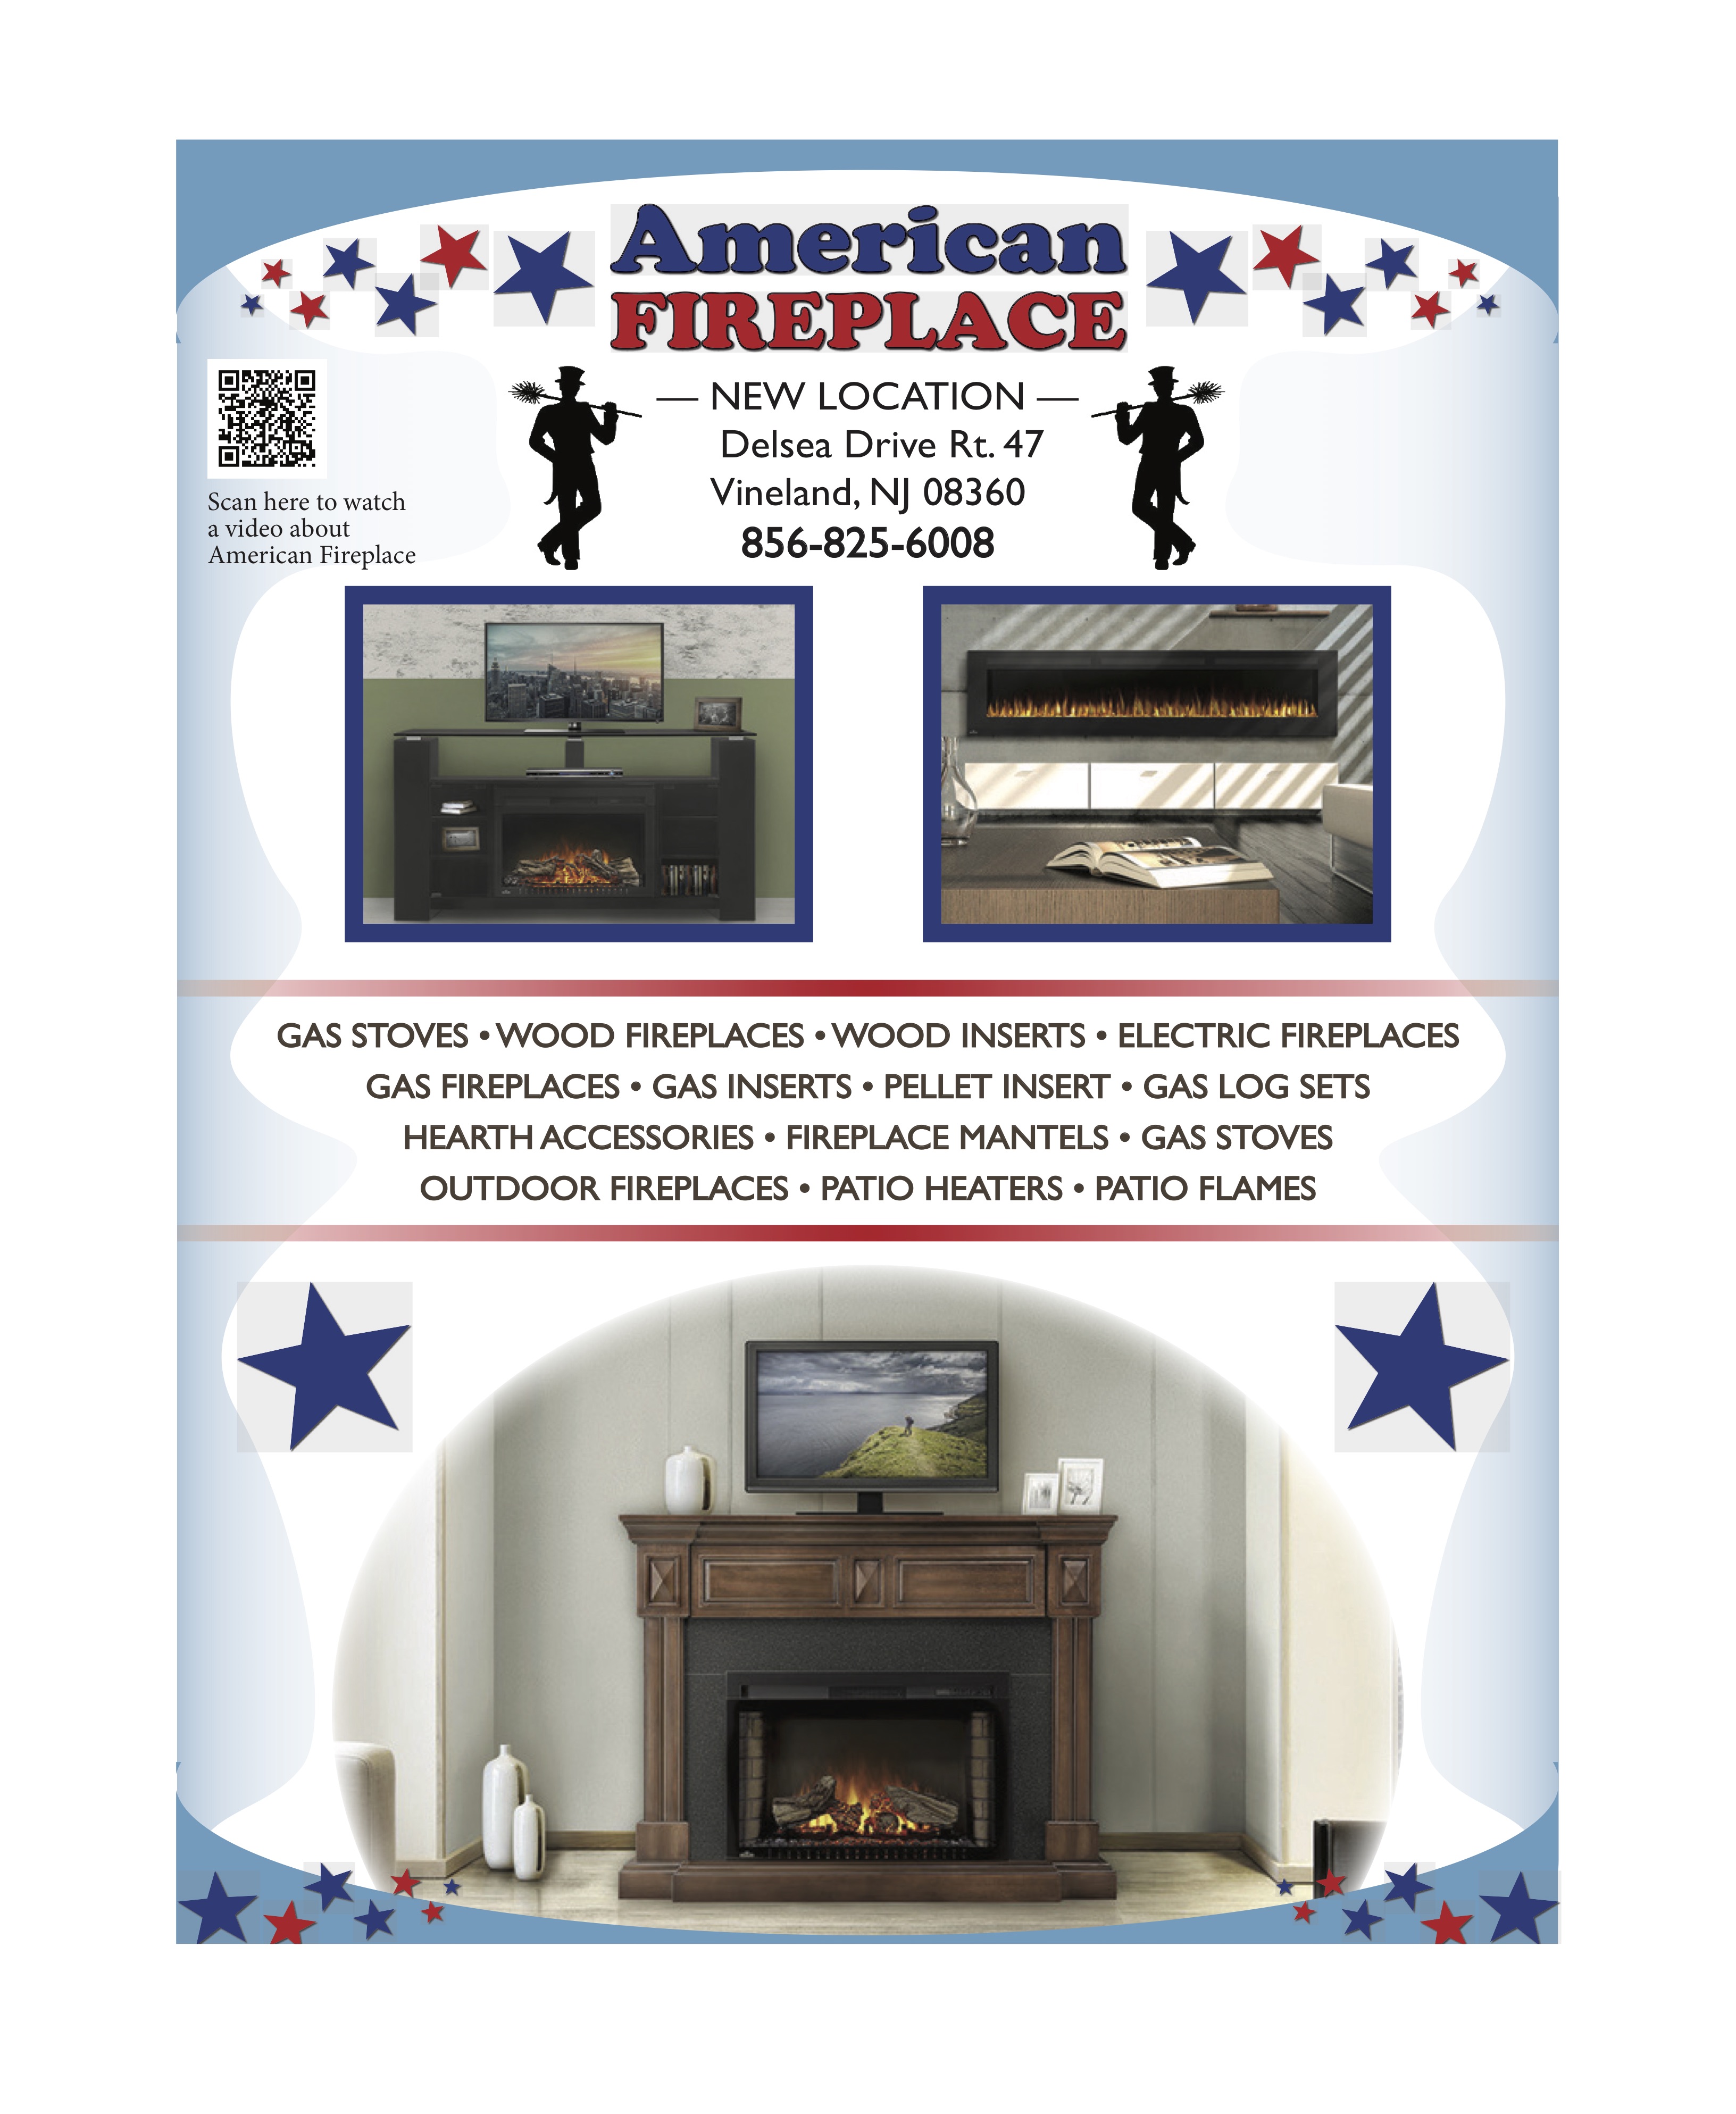 American
FIREPLACE
— NEW LOCATION —
Delsea Drive Rt. 47
Vineland, NJ 08360
856-825-6008
Scan here to watch
a video about
American Fireplace
GAS STOVES • WOOD FIREPLACES • WOOD INSERTS • ELECTRIC FIREPLACES
GAS FIREPLACES • GAS INSERTS • PELLET INSERT • GAS LOG SETS
HEARTH ACCESSORIES • FIREPLACE MANTELS • GAS STOVES
OUTDOOR FIREPLACES • PATIO HEATERS • PATIO FLAMES